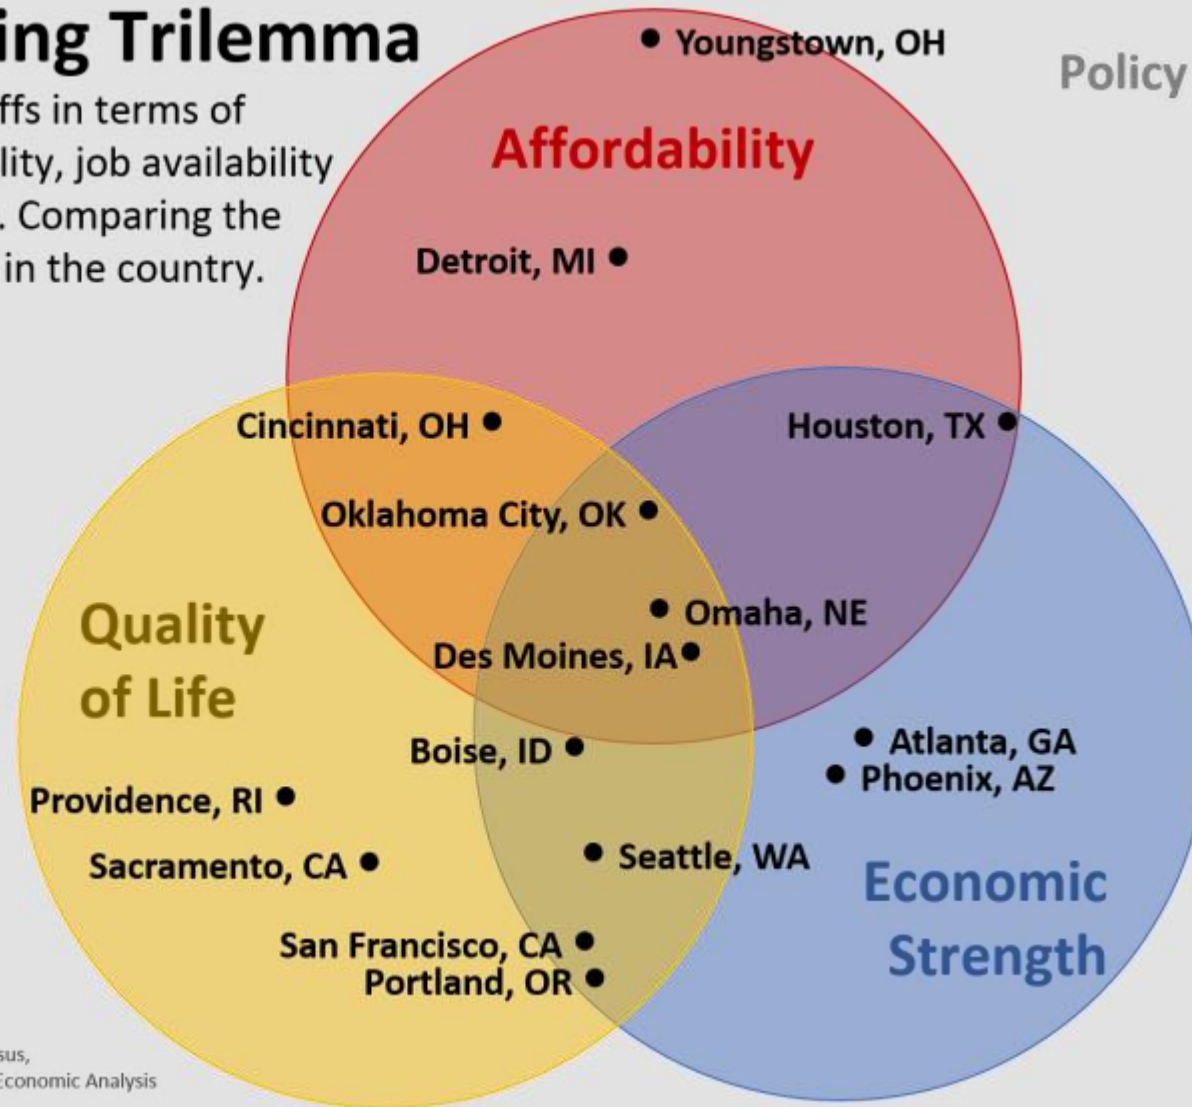 ing Trilemma
ffs in terms of
lity, job availability
. Comparing the
in the country.
Policy
Youngstown, OH
Affordability
Detroit, MI
Cincinnati, OH
Houston, TX
Oklahoma City, OK
Omaha, NE
Des Moines, IA
Quality
of Life
Boise, ID
Atlanta, GA
Phoenix, AZ
Providence, RI
Sacramento, CA
Seattle, WA
Economic
Strength
San Francisco, CA
Portland, OR
sus,
Economic Analysis